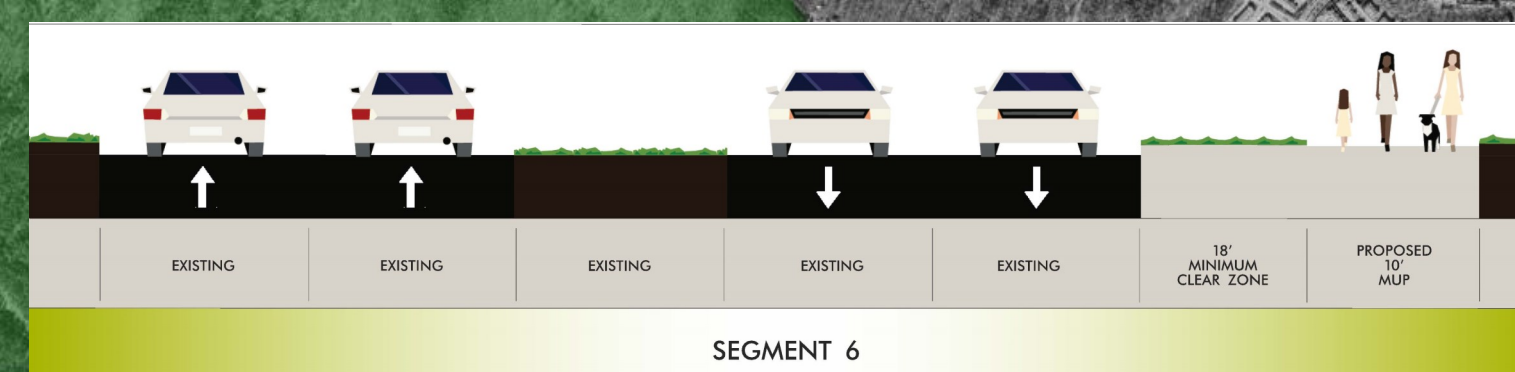 EXISTING
EXISTING
EXISTING
EXISTING
EXISTING
18'
MINIMUM
CLEAR ZONE
PROPOSED
10'
MUP
SEGMENT 6